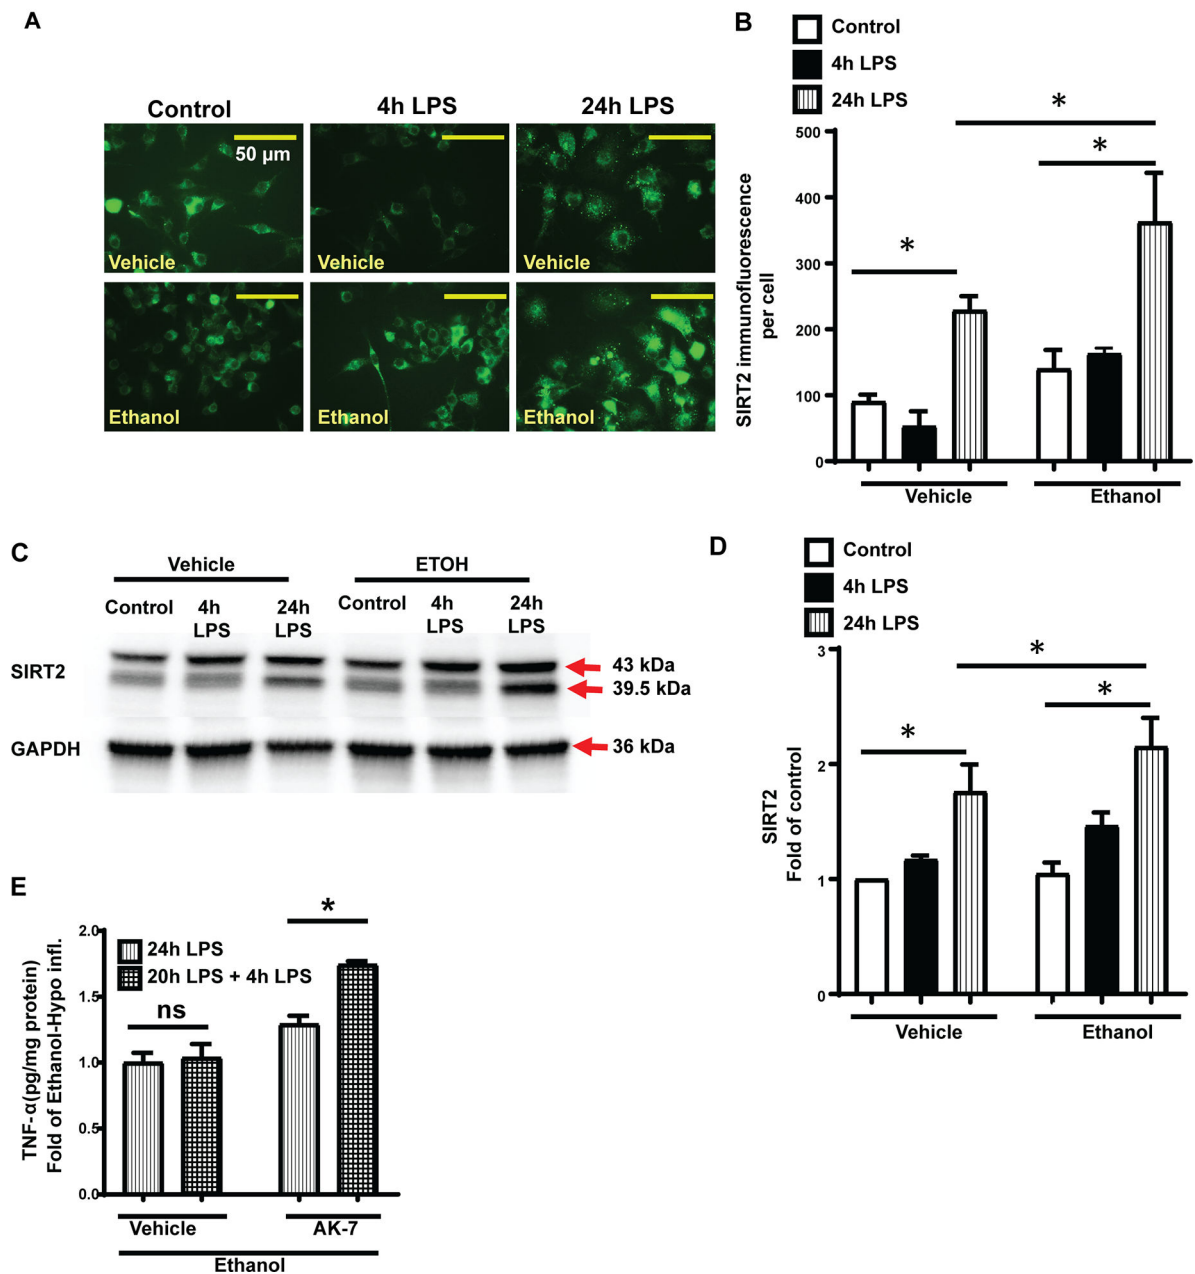 A
Control
4h LPS
24h LPS
50 µm
Vehicle
Vehicle
Vehicle
Ethanol
Ethanol
Ethanol
B
Control
4h LPS
24h LPS
*
*
*
500
400
300
200
100
0
SIRT2 immunofluorescence
per cell
Vehicle
Ethanol
C
Vehicle
ETOH
Control
4h
LPS
24h
LPS
Control
4h
LPS
24h
LPS
SIRT2
43 kDa
39.5 kDa
GAPDH
36 kDa
D
Control
4h LPS
24h LPS
*
*
*
3
2
1
0
SIRT2
Fold of control
Vehicle
Ethanol
E
24h LPS
20h LPS + 4h LPS
ns
*
2.0
1.5
1.0
0.5
0.0
TNF-α(pg/mg protein)
Fold of Ethanol-Hypo infl.
Vehicle
AK-7
Ethanol